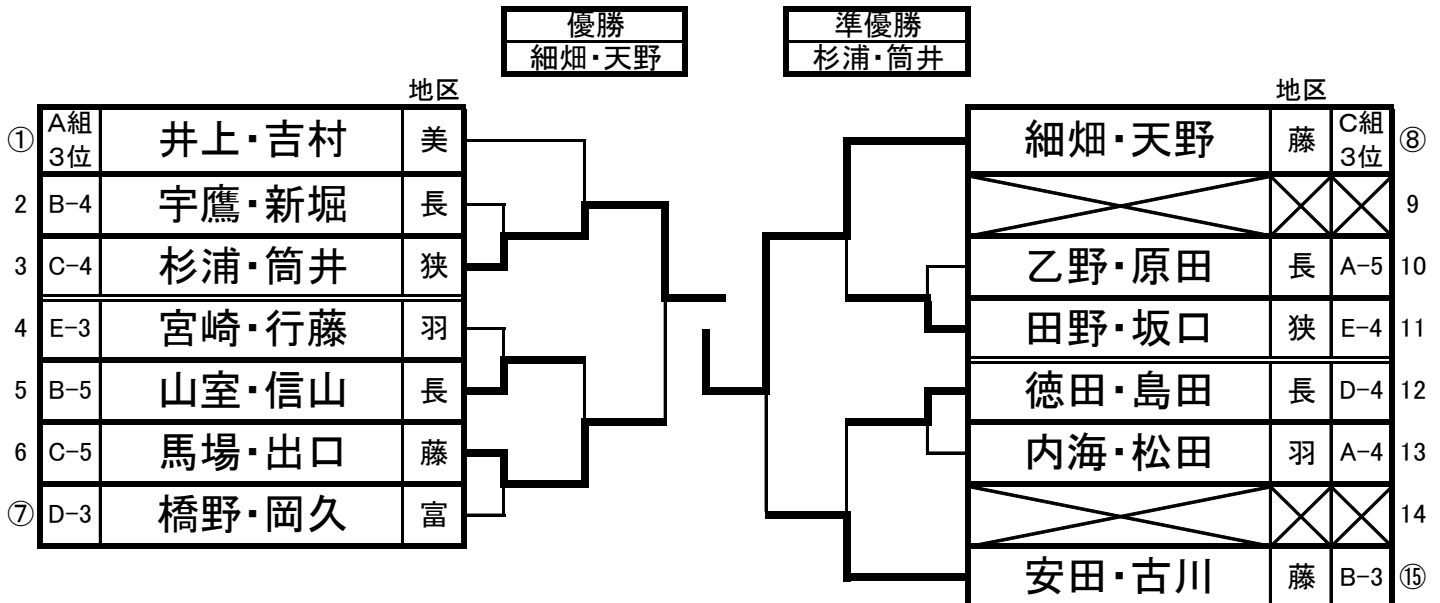 優勝 準優勝
細畑・天野 杉浦・筒井
地区 地区
① A組3位 井上・吉村 美 細畑・天野 藤 C組3位 ⑧
2 B-4 宇鷹・新堀 長 9
3 C-4 杉浦・筒井 狭 乙野・原田 長 A-5 10
4 E-3 宮崎・行藤 羽 田野・坂口 狭 E-4 11
5 B-5 山室・信山 長 徳田・島田 長 D-4 12
6 C-5 馬場・出口 藤 内海・松田 羽 A-4 13
⑦ D-3 橋野・岡久 富 14
安田・古川 藤 B-3 ⑮